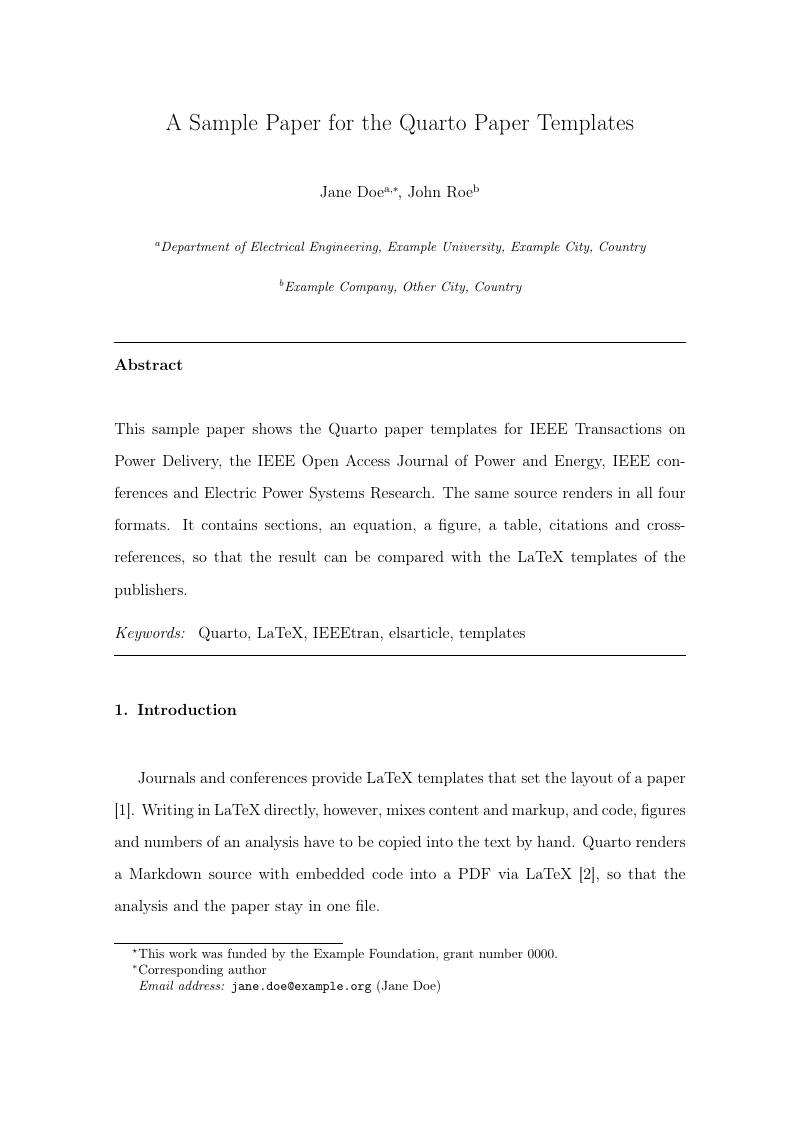 A Sample Paper for the Quarto Paper Templates
Jane Doeᵃ,*, John Roeᵇ
ᵃDepartment of Electrical Engineering, Example University, Example City, Country
ᵇExample Company, Other City, Country
Abstract
This sample paper shows the Quarto paper templates for IEEE Transactions on
Power Delivery, the IEEE Open Access Journal of Power and Energy, IEEE con-
ferences and Electric Power Systems Research. The same source renders in all four
formats. It contains sections, an equation, a figure, a table, citations and cross-
references, so that the result can be compared with the LaTeX templates of the
publishers.
Keywords: Quarto, LaTeX, IEEEtran, elsarticle, templates
1. Introduction
Journals and conferences provide LaTeX templates that set the layout of a paper
[1]. Writing in LaTeX directly, however, mixes content and markup, and code, figures
and numbers of an analysis have to be copied into the text by hand. Quarto renders
a Markdown source with embedded code into a PDF via LaTeX [2], so that the
analysis and the paper stay in one file.
⋆This work was funded by the Example Foundation, grant number 0000.
*Corresponding author
Email address: jane.doe@example.org (Jane Doe)